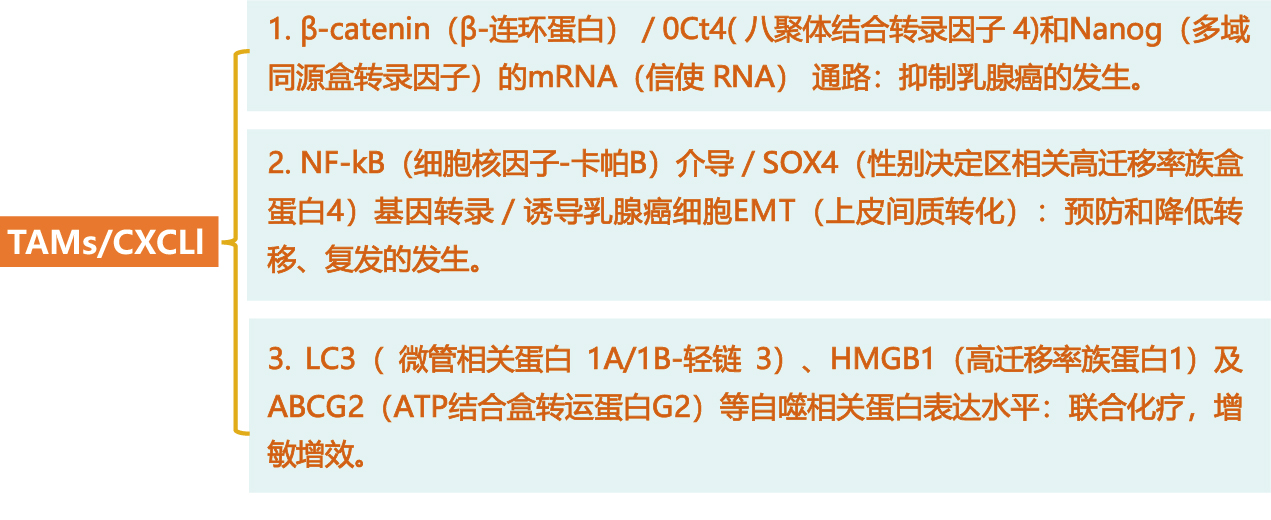 1. β-catenin（β-连环蛋白） / 0Ct4( 八聚体结合转录因子 4)和Nanog（多域
同源盒转录因子）的mRNA（信使 RNA） 通路：抑制乳腺癌的发生。
2. NF-kB（细胞核因子-卡帕B）介导 / SOX4（性别决定区相关高迁移率族盒
蛋白4）基因转录 / 诱导乳腺癌细胞EMT（上皮间质转化）：预防和降低转
移、复发的发生。
TAMs/CXCLl
3. LC3（ 微管相关蛋白 1A/1B-轻链 3）、HMGB1（高迁移率族蛋白1）及
ABCG2（ATP结合盒转运蛋白G2）等自噬相关蛋白表达水平：联合化疗，增
敏增效。